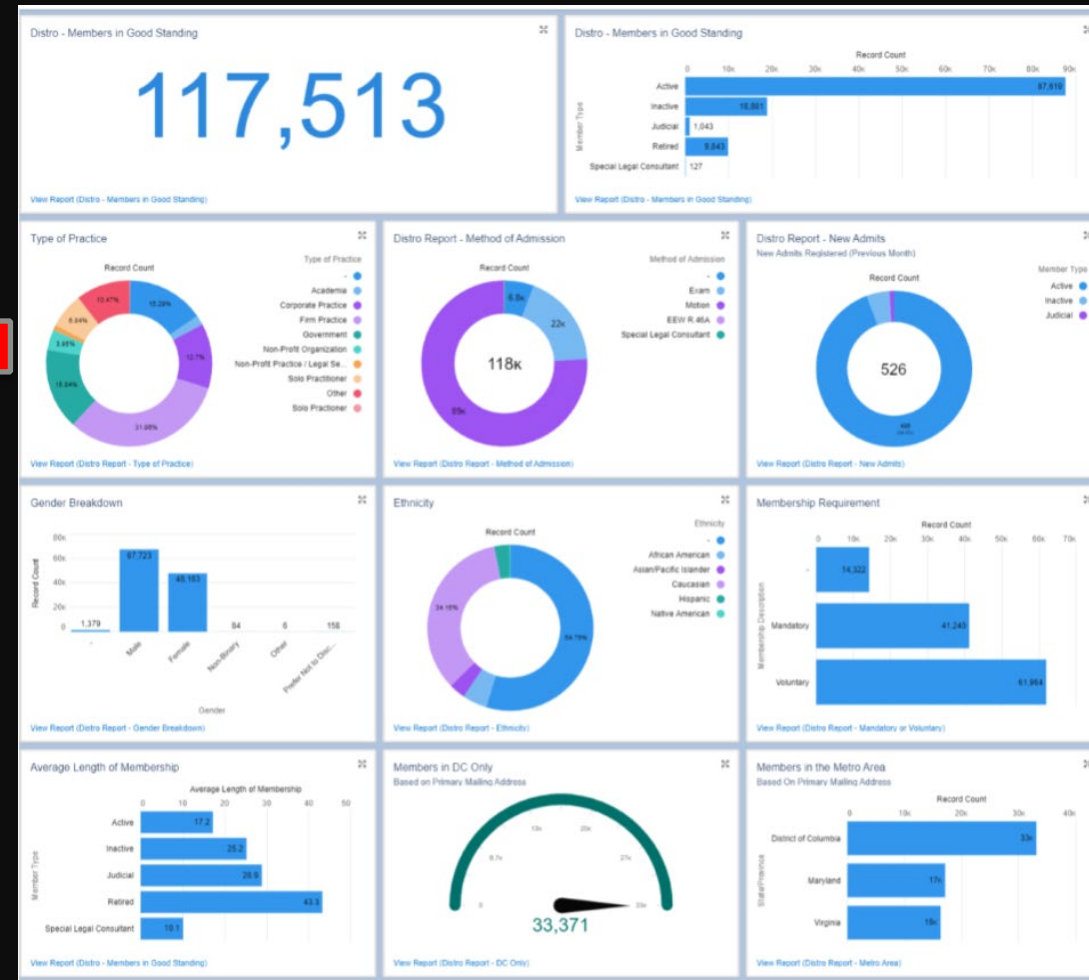 Distro - Members in Good Standing
117,513
View Report (Distro - Members in Good Standing)
Distro - Members in Good Standing
Record Count
0 10K 20K 30K 40K 50K 60K 70K 80K 90K
Member Type
Active 87,819
Inactive
Judicial 1,043
Retired 9,843
Special Legal Consultant 127
View Report (Distro - Members in Good Standing)
Type of Practice
Record Count
Type of Practice
-
Academia
Corporate Practice
Firm Practice
Government
Non-Profit Organization
Non-Profit Practice / Legal Se...
Solo Practitioner
Other
Solo Practioner
10.47%
12.7%
View Report (Distro Report - Type of Practice)
Distro Report - Method of Admission
Record Count
Method of Admission
-
Exam
Motion
EEW R.46A
Special Legal Consultant
6.8K
22K
118K
89K
View Report (Distro Report - Method of Admission)
Distro Report - New Admits
New Admits Registered (Previous Month)
Record Count
Member Type
Active
Inactive
Judicial
526
View Report (Distro Report - New Admits)
Gender Breakdown
Record Count
80K
60K
40K
20K
0
1,379
67,723
48,163
84
6
158
-
Male
Female
Non-Binary
Other
Prefer Not to Disc...
Gender
View Report (Distro Report - Gender Breakdown)
Ethnicity
Record Count
Ethnicity
-
African American
Asian/Pacific Islander
Caucasian
Hispanic
Native American
34.16%
54.75%
View Report (Distro Report - Ethnicity)
Membership Requirement
Record Count
0 10K 20K 30K 40K 50K 60K 70K
Membership Description
- 14,322
Mandatory 41,240
Voluntary 61,964
View Report (Distro Report - Mandatory or Voluntary)
Average Length of Membership
Average Length of Membership
0 10 20 30 40 50
Member Type
Active 17.2
Inactive 25.2
Judicial 28.9
Retired 43.3
Special Legal Consultant 10.1
View Report (Distro - Members in Good Standing)
Members in DC Only
Based on Primary Mailing Address
0
6.7K
13K
20K
27K
33K
33,371
View Report (Distro Report - DC Only)
Members in the Metro Area
Based On Primary Mailing Address
Record Count
0 10K 20K 30K 40K
State/Province
District of Columbia 33K
Maryland 17K
Virginia
View Report (Distro Report - Metro Area)